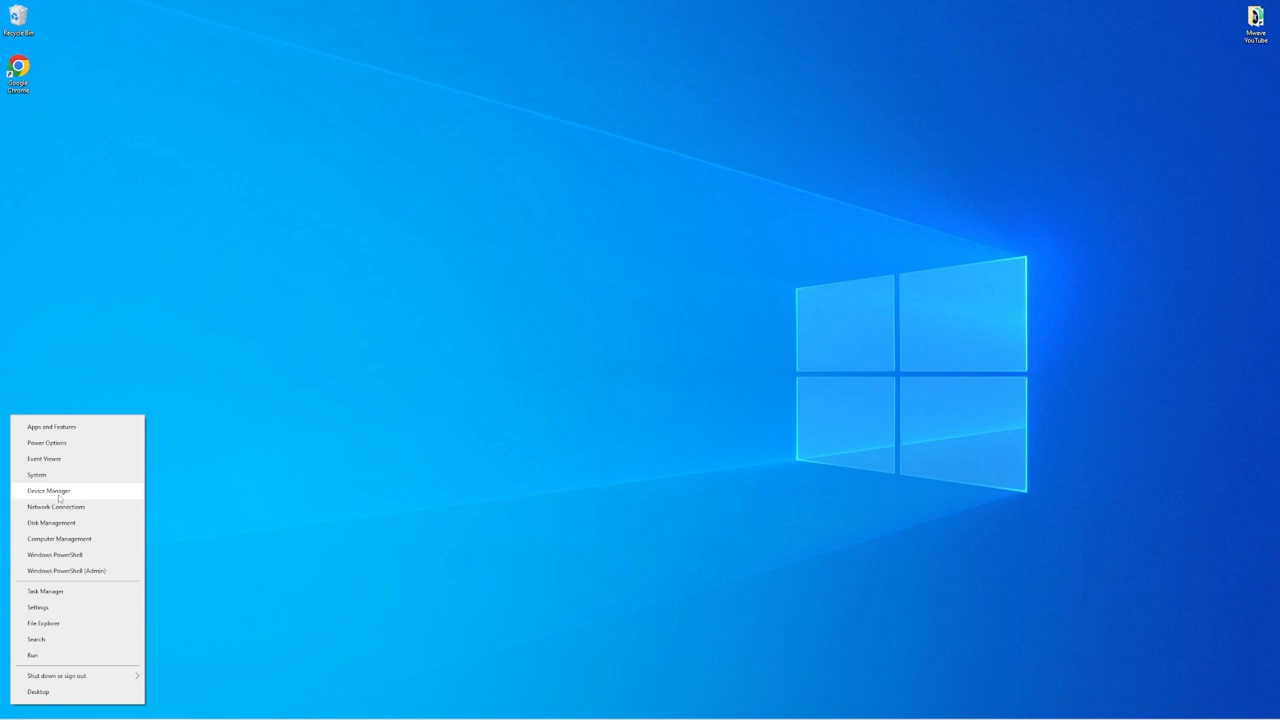 Recycle Bin
Google
Chrome
Mwave
YouTube
Apps and Features
Power Options
Event Viewer
System
Device Manager
Network Connections
Disk Management
Computer Management
Windows PowerShell
Windows PowerShell (Admin)
Task Manager
Settings
File Explorer
Search
Run
Shut down or sign out
Desktop